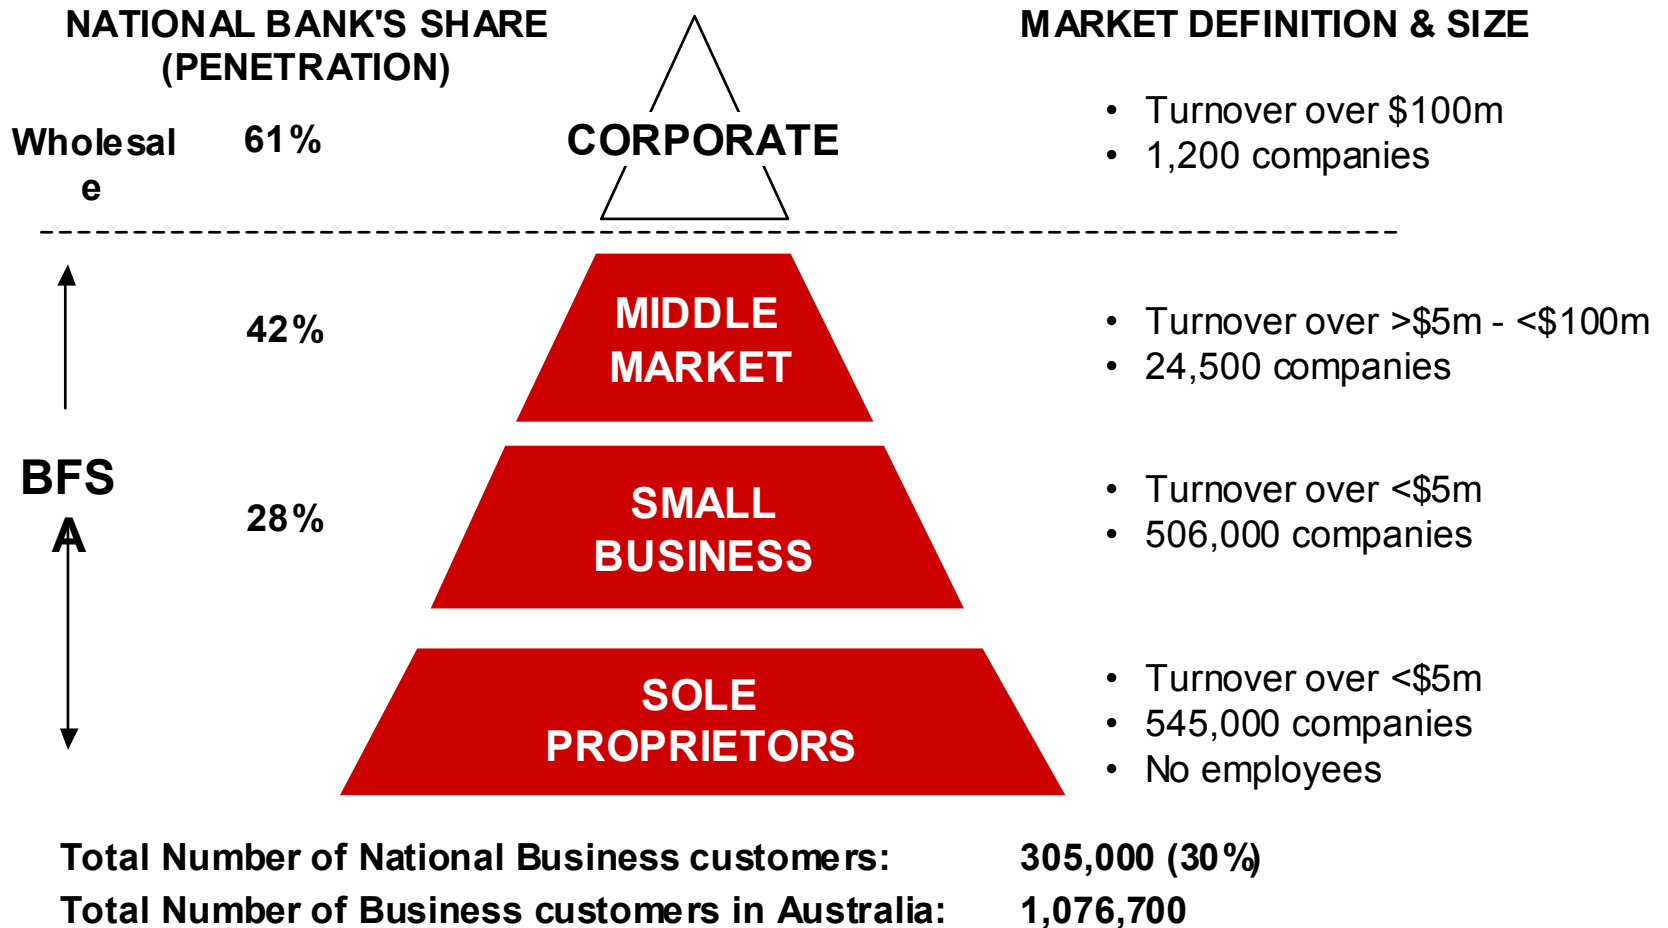 NATIONAL BANK'S SHARE
(PENETRATION)
MARKET DEFINITION & SIZE
Wholesal
e
61%
CORPORATE
• Turnover over $100m
• 1,200 companies
42%
MIDDLE
MARKET
• Turnover over >$5m - <$100m
• 24,500 companies
BFS
A
28%
SMALL
BUSINESS
• Turnover over <$5m
• 506,000 companies
SOLE
PROPRIETORS
• Turnover over <$5m
• 545,000 companies
• No employees
Total Number of National Business customers: 305,000 (30%)
Total Number of Business customers in Australia: 1,076,700